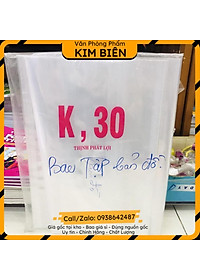 Văn Phòng Phẩm
KIM BIÊN
K, 30
THỊNH PHÁT LỢI
Bao TẬP bản đồ
Call/Zalo: 0938642487
Giá gốc tại kho - Bao giá sỉ - Đúng nguồn gốc
Uy tín - Chính Hãng - Chất Lượng